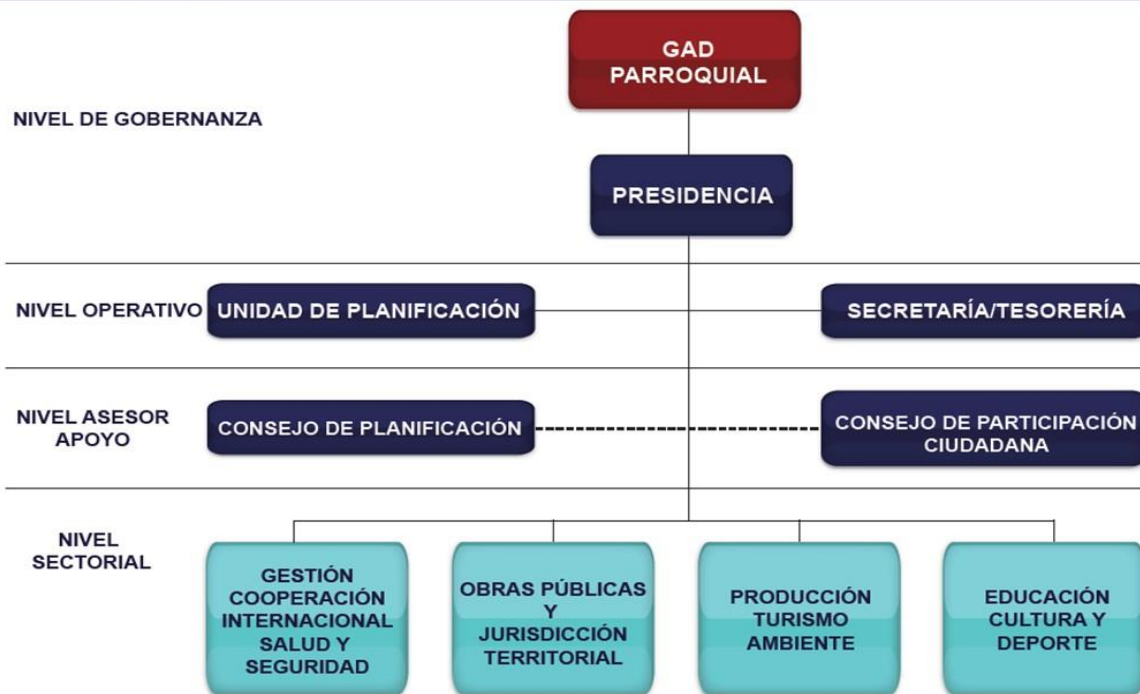 GAD
PARROQUIAL
NIVEL DE GOBERNANZA
PRESIDENCIA
NIVEL OPERATIVO
UNIDAD DE PLANIFICACIÓN
SECRETARÍA/TESORERÍA
NIVEL ASESOR
APOYO
CONSEJO DE PLANIFICACIÓN
CONSEJO DE PARTICIPACIÓN
CIUDADANA
NIVEL
SECTORIAL
GESTIÓN
COOPERACIÓN
INTERNACIONAL
SALUD Y
SEGURIDAD
OBRAS PÚBLICAS
Y
JURISDICCIÓN
TERRITORIAL
PRODUCCIÓN
TURISMO
AMBIENTE
EDUCACIÓN
CULTURA Y
DEPORTE